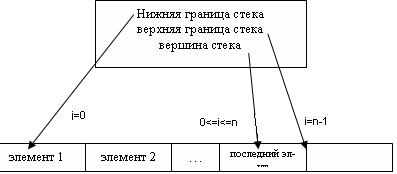 Нижняя граница стека
верхняя граница стека
вершина стека
i=0
0<=i<=n
i=n-1
элемент 1
элемент 2
...
последний эл-